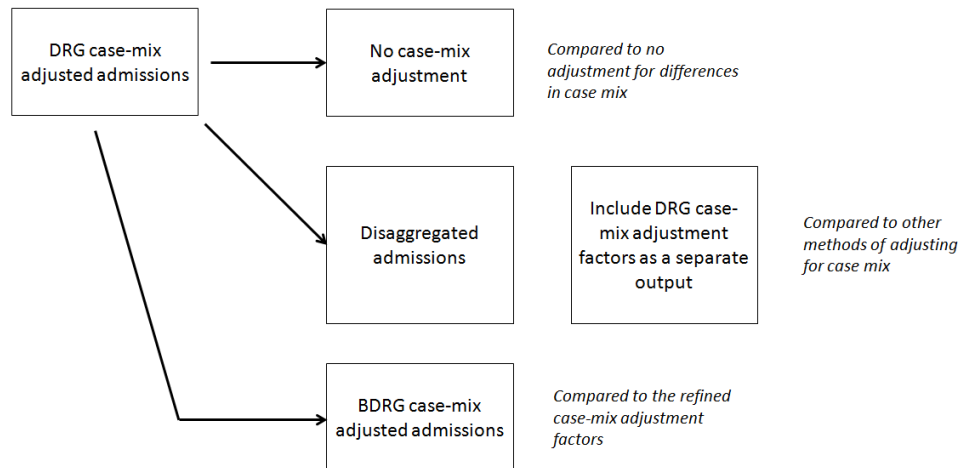 DRG case-mix
adjusted admissions
No case-mix
adjustment
Compared to no
adjustment for differences
in case mix
Disaggregated
admissions
Include DRG case-
mix adjustment
factors as a separate
output
Compared to other
methods of adjusting
for case mix
BDRG case-mix
adjusted admissions
Compared to the refined
case-mix adjustment
factors